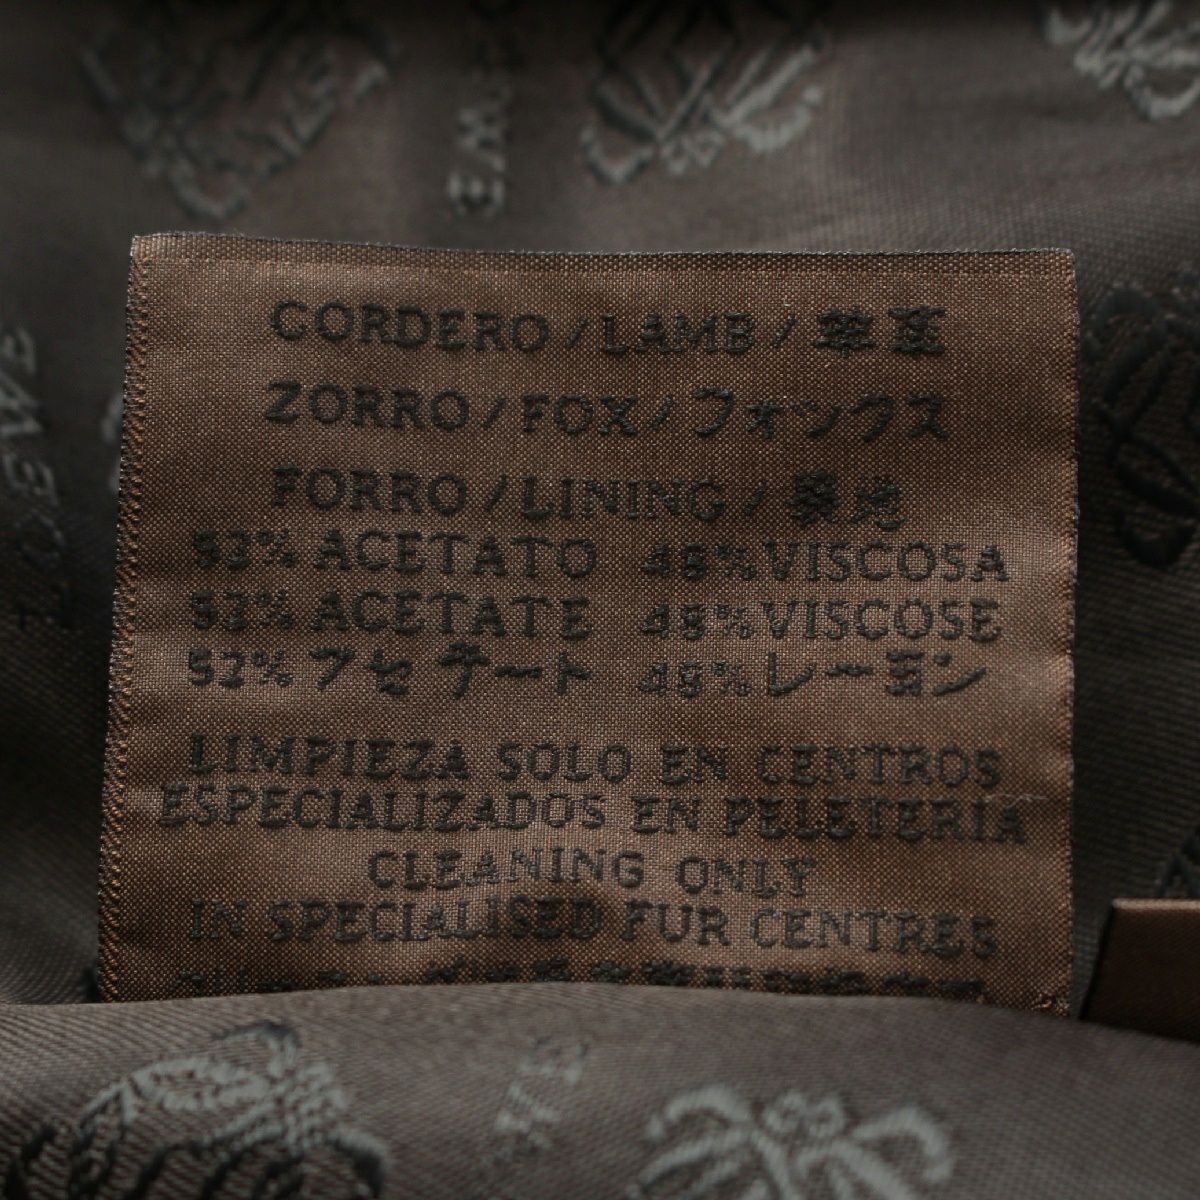 CORDERO/LAMB/羊革
ZORRO/FOX/フォックス
FORRO/LINING/裏地
52% ACETATO 48% VISCOSA
52% ACETATE 48% VISCOSE
52% アセテート 48% レーヨン
LIMPIEZA SOLO EN CENTROS
ESPECIALIZADOS EN PELETERÍA
CLEANING ONLY
IN SPECIALISED FUR CENTRES
LOEWE